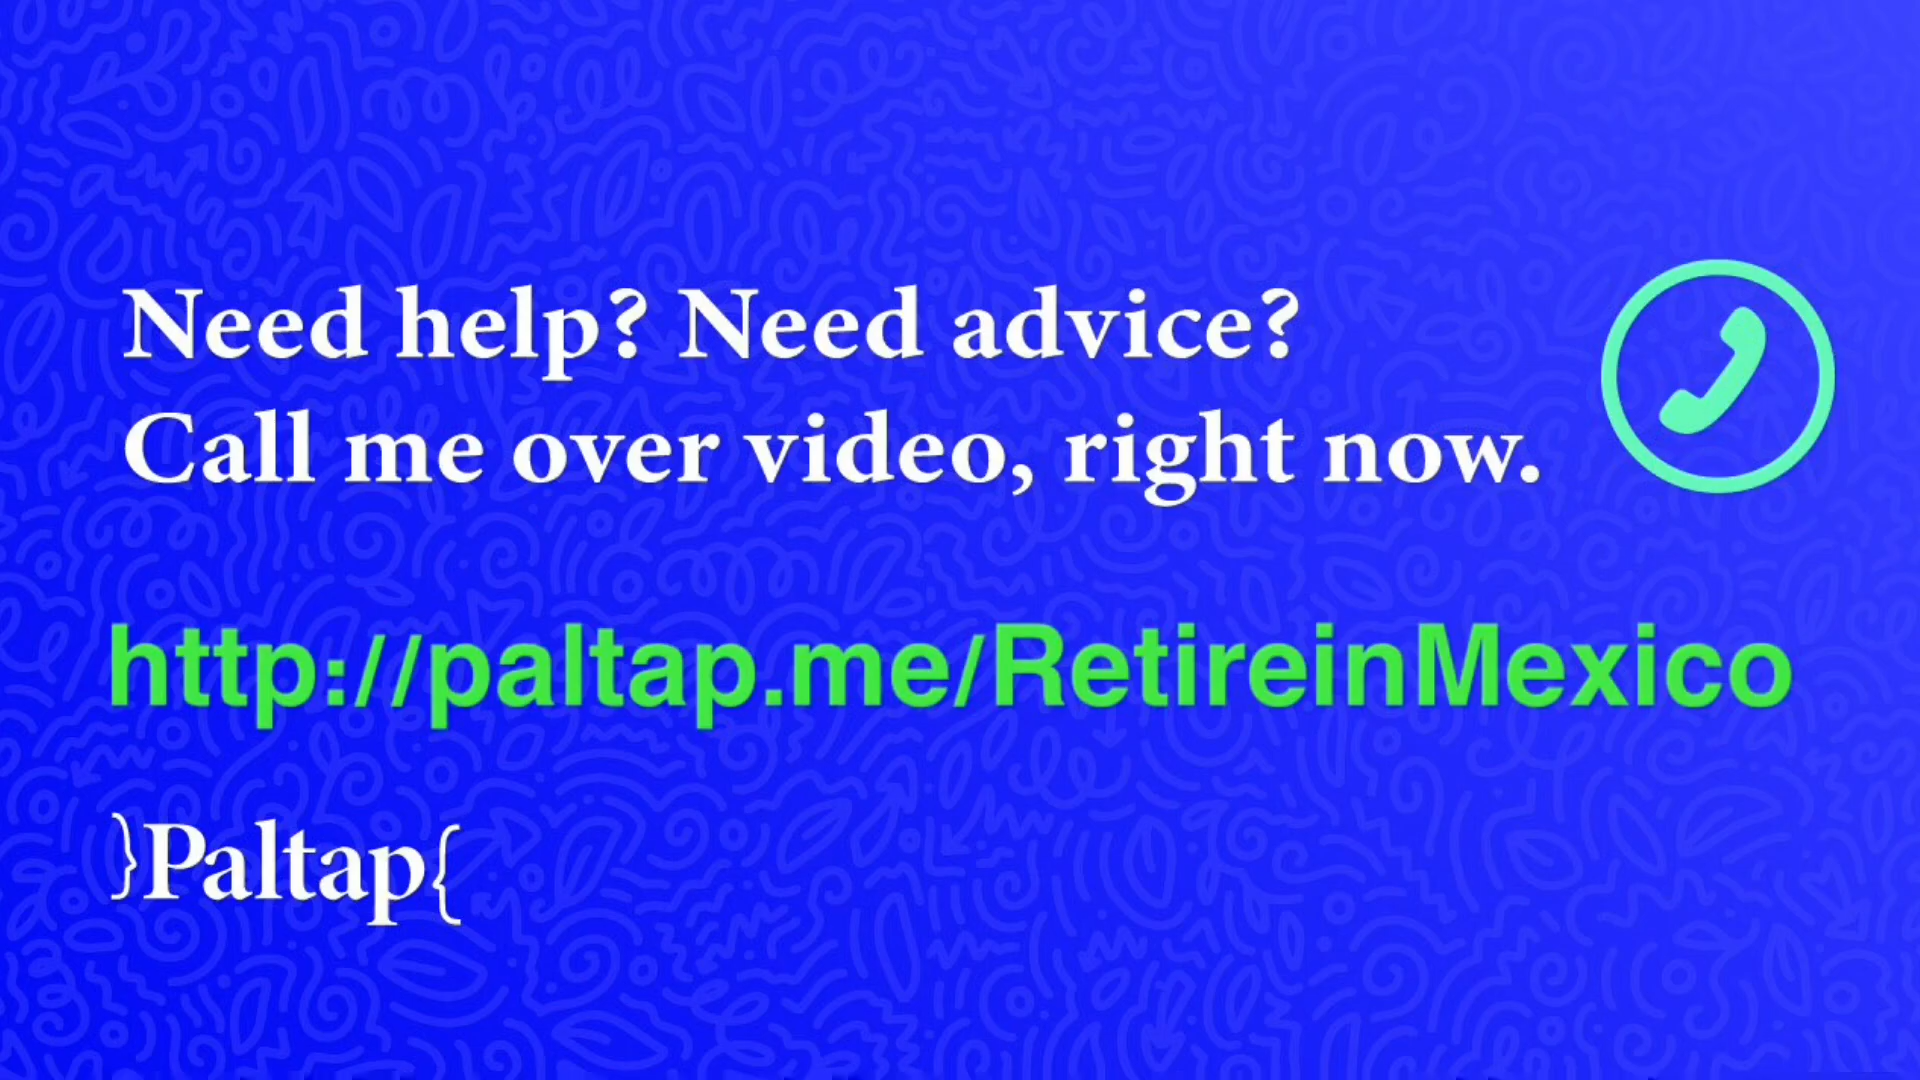 Need help? Need advice?
Call me over video, right now.
http://paltap.me/RetireinMexico
}Paltap{